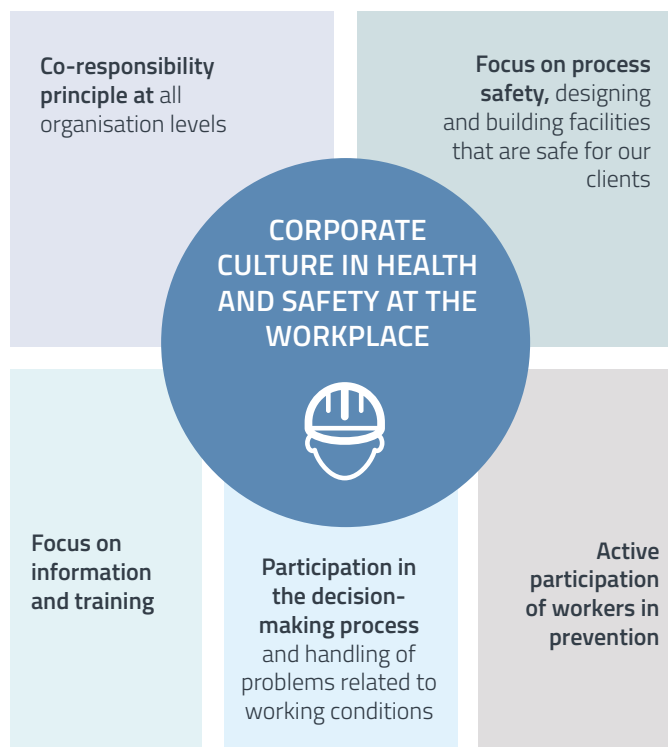 Co-responsibility
principle at all
organisation levels
Focus on process
safety, designing
and building facilities
that are safe for our
clients
CORPORATE
CULTURE IN HEALTH
AND SAFETY AT THE
WORKPLACE
Focus on
information
and training
Participation in
the decision-
making process
and handling of
problems related to
working conditions
Active
participation
of workers in
prevention